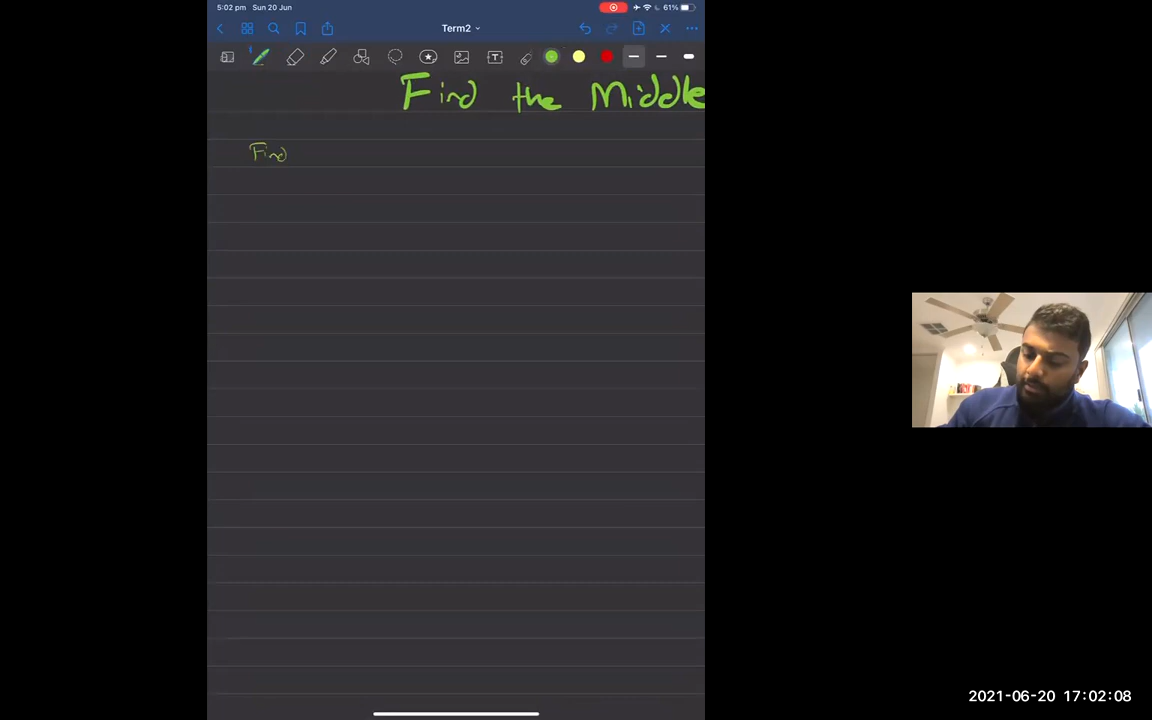 5:02 pm Sun 20 Jun
61%
Term2
Find the Middle
Find
2021-06-20 17:02:08